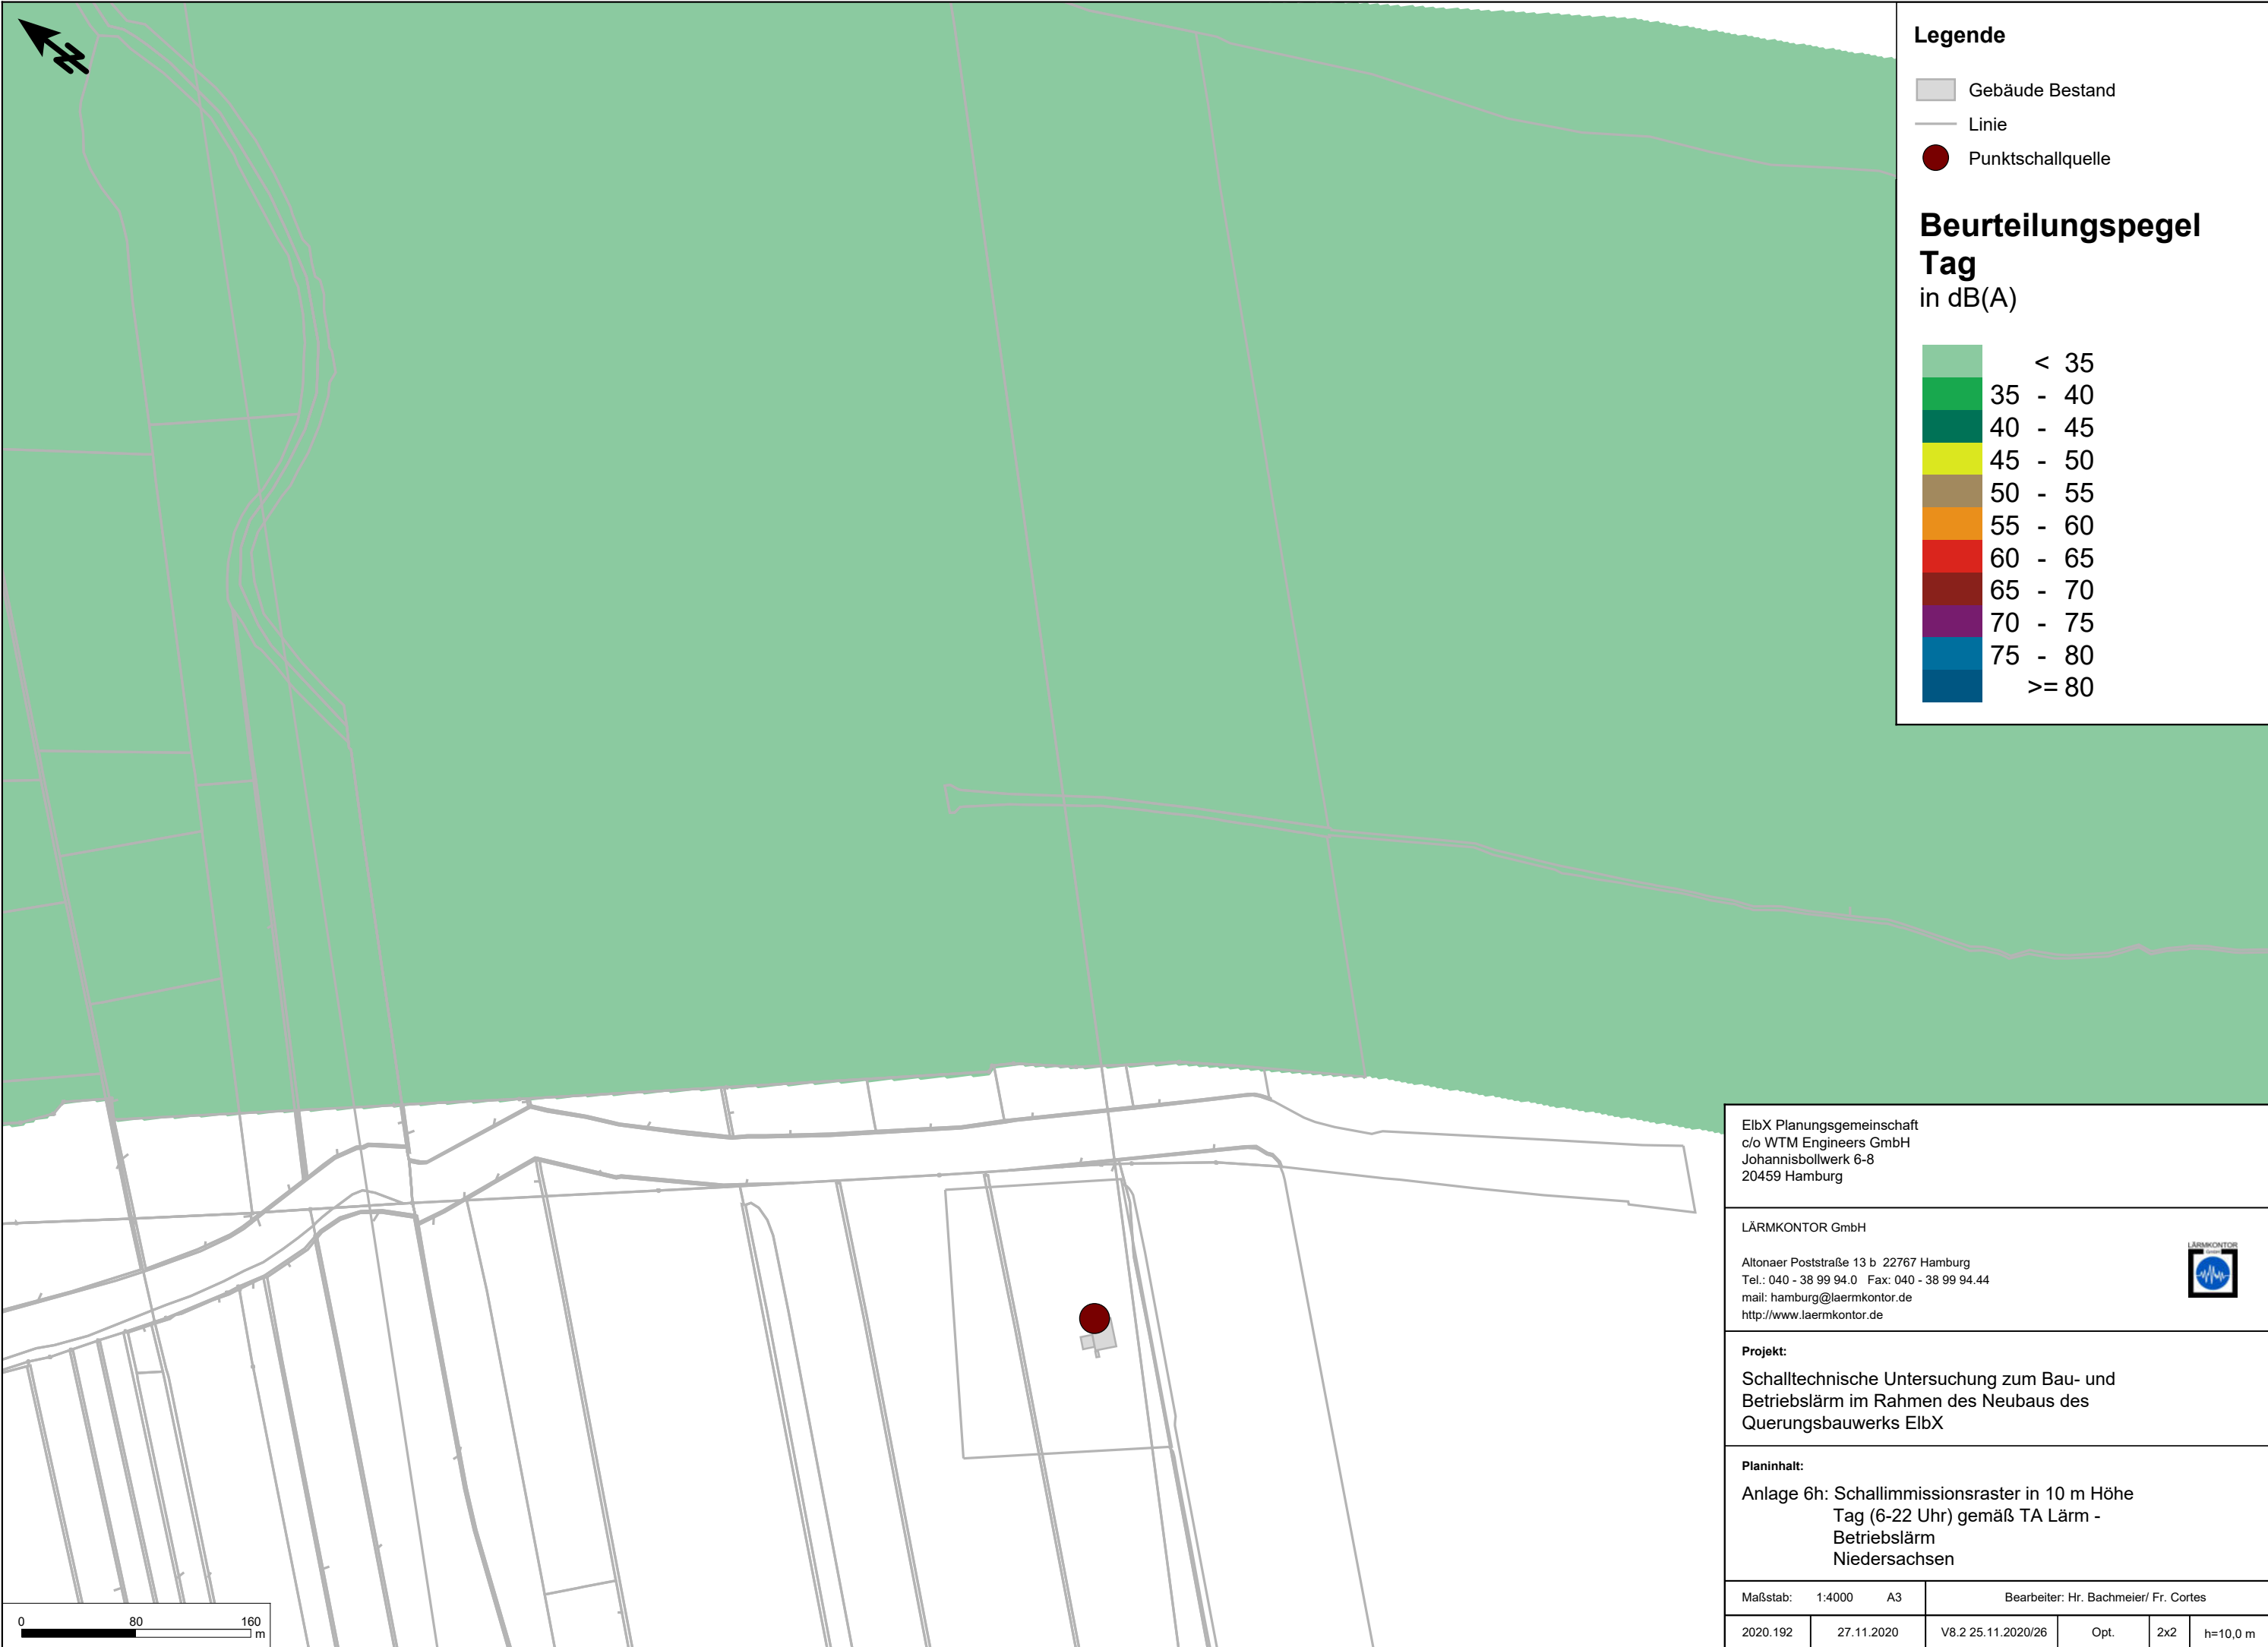 N
Legende
Gebäude Bestand
Linie
Punktschallquelle
Beurteilungspegel
Tag
in dB(A)
< 35
35 - 40
40 - 45
45 - 50
50 - 55
55 - 60
60 - 65
65 - 70
70 - 75
75 - 80
>= 80
ElbX Planungsgemeinschaft
c/o WTM Engineers GmbH
Johannisbollwerk 6-8
20459 Hamburg
LÄRMKONTOR GmbH
Altonaer Poststraße 13 b 22767 Hamburg
Tel.: 040 - 38 99 94.0 Fax: 040 - 38 99 94.44
mail: hamburg@laermkontor.de
http://www.laermkontor.de
LÄRMKONTOR
GmbH
Projekt:
Schalltechnische Untersuchung zum Bau- und
Betriebslärm im Rahmen des Neubaus des
Querungsbauwerks ElbX
Planinhalt:
Anlage 6h: Schallimmissionsraster in 10 m Höhe
Tag (6-22 Uhr) gemäß TA Lärm -
Betriebslärm
Niedersachsen
Maßstab: 1:4000 A3 Bearbeiter: Hr. Bachmeier/ Fr. Cortes
2020.192 27.11.2020 V8.2 25.11.2020/26 Opt. 2x2 h=10,0 m
0 80 160
m